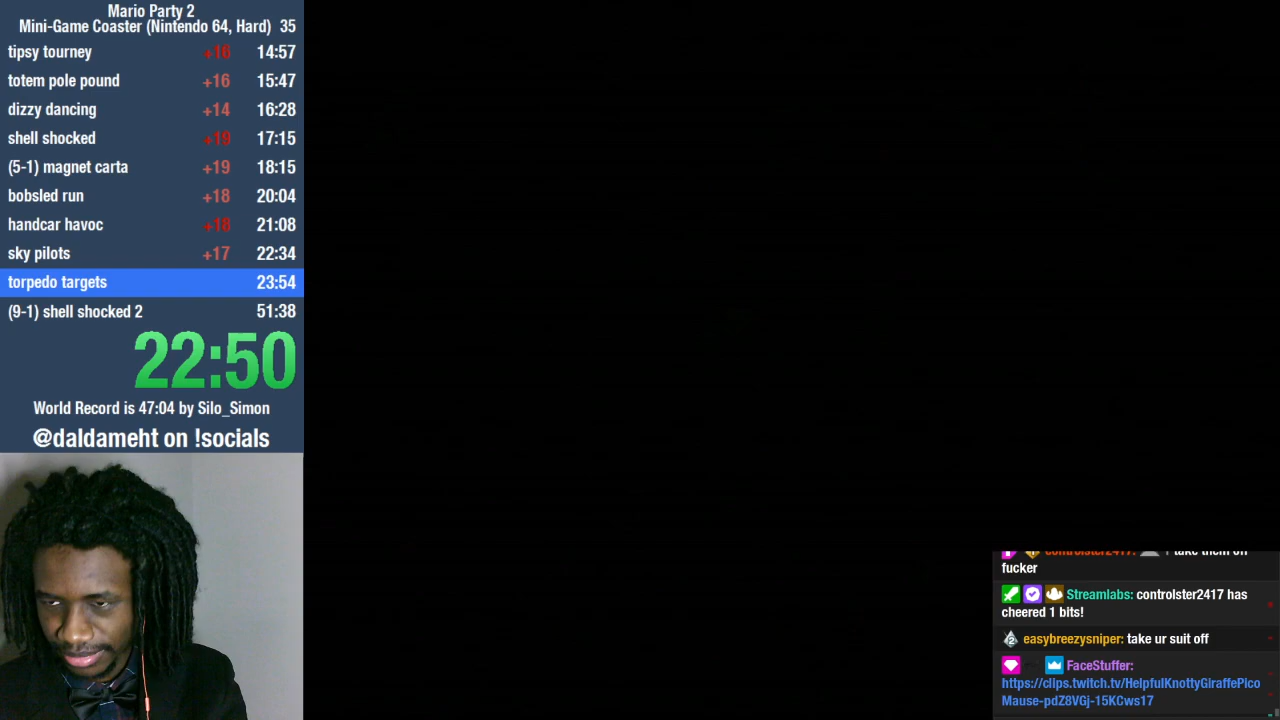 Mario Party 2
Mini-Game Coaster (Nintendo 64, Hard) 35
tipsy tourney +16 14:57
totem pole pound +16 15:47
dizzy dancing +14 16:28
shell shocked +19 17:15
(5-1) magnet carta +19 18:15
bobsled run +18 20:04
handcar havoc +18 21:08
sky pilots +17 22:34
torpedo targets 23:54
(9-1) shell shocked 2 51:38
22:50
World Record is 47:04 by Silo_Simon
@daldameht on !socials
controlster2417: I take them off
fucker
Streamlabs: controlster2417 has
cheered 1 bits!
easybreezysniper: take ur suit off
FaceStuffer:
https://clips.twitch.tv/HelpfulKnottyGiraffePico
Mause-pdZ8VGj-15KCws17